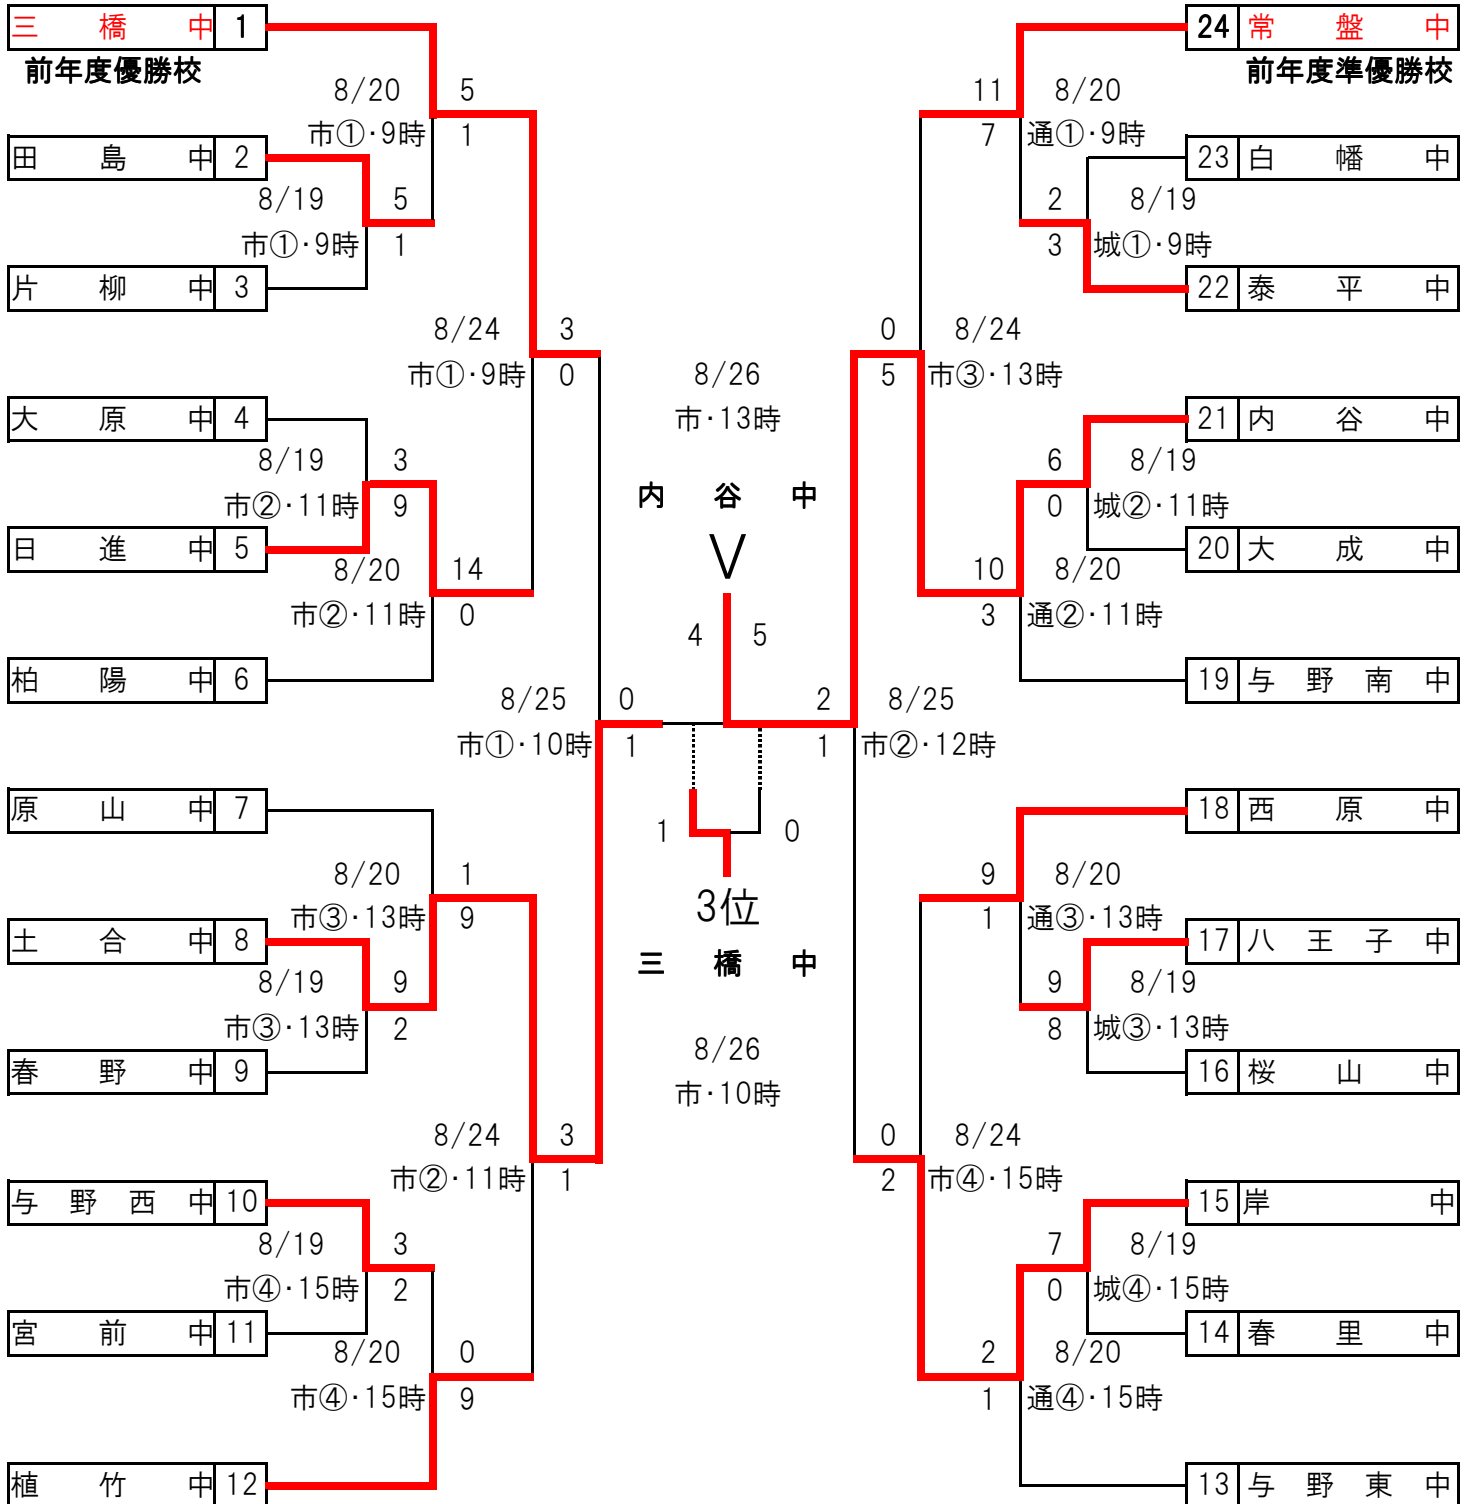 三橋中 1
前年度優勝校
8/20 5
市①・9時 1
田島中 2
8/19 5
市①・9時 1
片柳中 3
8/24 3
市①・9時 0
大原中 4
8/19 3
市②・11時 9
日進中 5
8/20 14
市②・11時 0
柏陽中 6
8/25 0
市①・10時 1
原山中 7
8/20 1
市③・13時 9
土合中 8
8/19 9
市③・13時 2
春野中 9
8/24 3
市②・11時 1
与野西中 10
8/19 3
市④・15時 2
宮前中 11
8/20 0
市④・15時 9
植竹中 12
8/26
市・13時
内谷中
V
4 5
1 0
3位
三橋中
8/26
市・10時
24 常盤中
前年度準優勝校
11 8/20
7 通①・9時
23 白幡中
2 8/19
3 城①・9時
22 泰平中
0 8/24
5 市③・13時
21 内谷中
6 8/19
0 城②・11時
20 大成中
10 8/20
3 通②・11時
19 与野南中
2 8/25
1 市②・12時
18 西原中
9 8/20
1 通③・13時
17 八王子中
9 8/19
8 城③・13時
16 桜山中
0 8/24
2 市④・15時
15 岸中
7 8/19
0 城④・15時
14 春里中
2 8/20
1 通④・15時
13 与野東中